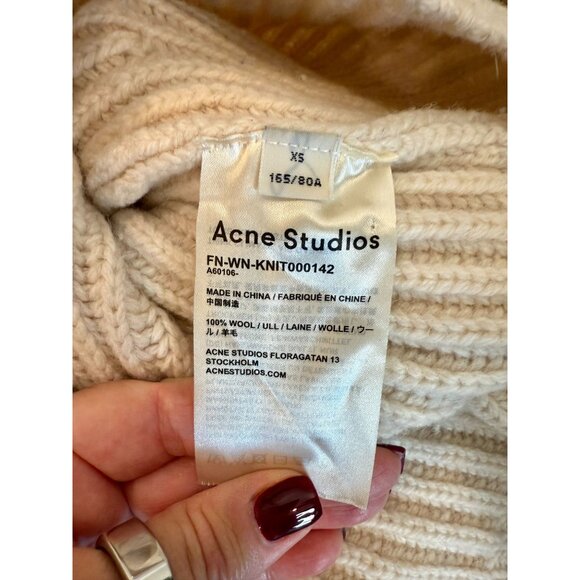 XS
165/80A
Acne Studios
FN-WN-KNIT000142
A60106-
MADE IN CHINA / FABRIQUÉ EN CHINE /
中国制造
100% WOOL / ULL / LAINE / WOLLE / ウー
ル / 羊毛
ACNE STUDIOS FLORAGATAN 13
STOCKHOLM
ACNESTUDIOS.COM